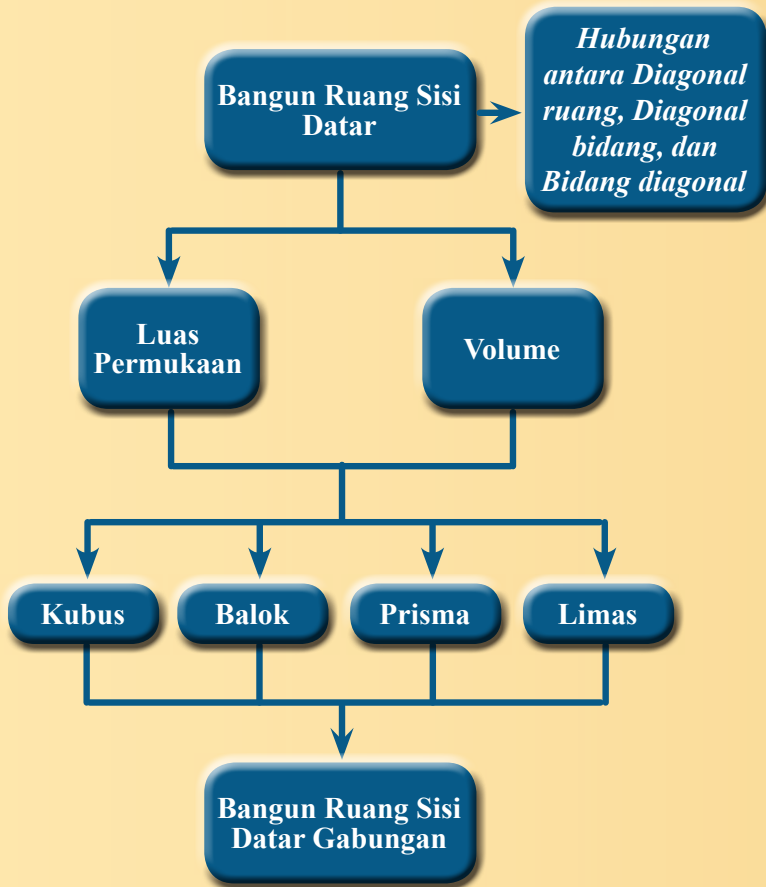 Bangun Ruang Sisi
Datar
Hubungan
antara Diagonal
ruang, Diagonal
bidang, dan
Bidang diagonal
Luas
Permukaan
Volume
Kubus
Balok
Prisma
Limas
Bangun Ruang Sisi
Datar Gabungan